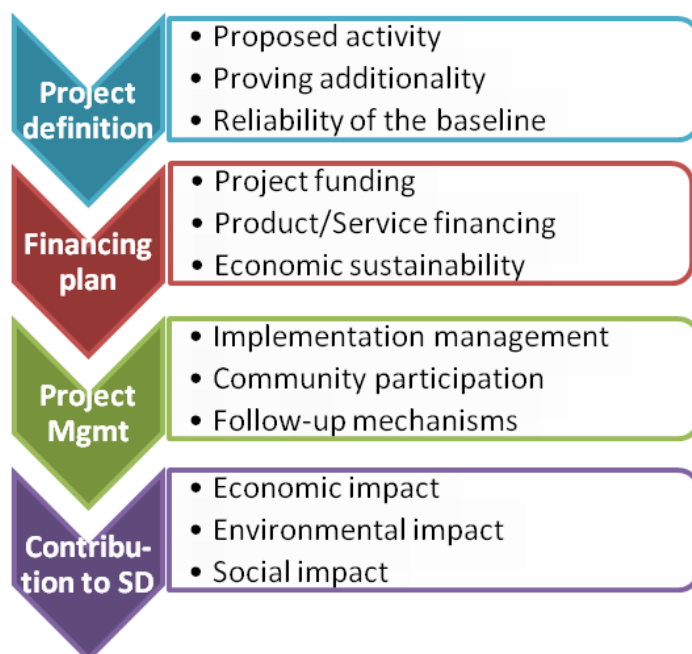 Project
definition
• Proposed activity
• Proving additionality
• Reliability of the baseline
Financing
plan
• Project funding
• Product/Service financing
• Economic sustainability
Project
Mgmt
• Implementation management
• Community participation
• Follow-up mechanisms
Contribu-
tion to SD
• Economic impact
• Environmental impact
• Social impact